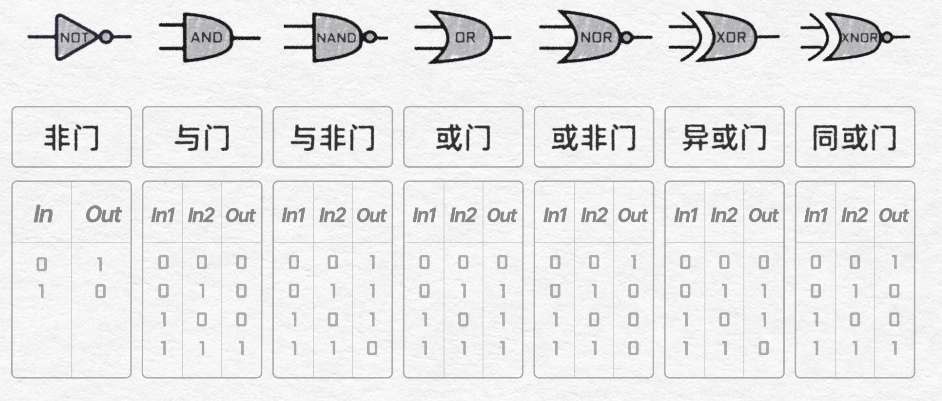 NOT AND NAND OR NOR XOR XNOR
非门 与门 与非门 或门 或非门 异或门 同或门
In Out In1 In2 Out In1 In2 Out In1 In2 Out In1 In2 Out In1 In2 Out In1 In2 Out
0 1 0 0 0 0 0 1 0 0 0 0 0 1 0 0 0 0 0 1
1 0 0 1 0 0 1 1 0 1 1 0 1 0 0 1 1 0 1 0
1 0 0 1 0 1 1 0 1 1 0 0 1 0 1 1 0 0
1 1 1 1 1 0 1 1 1 1 1 0 1 1 0 1 1 1